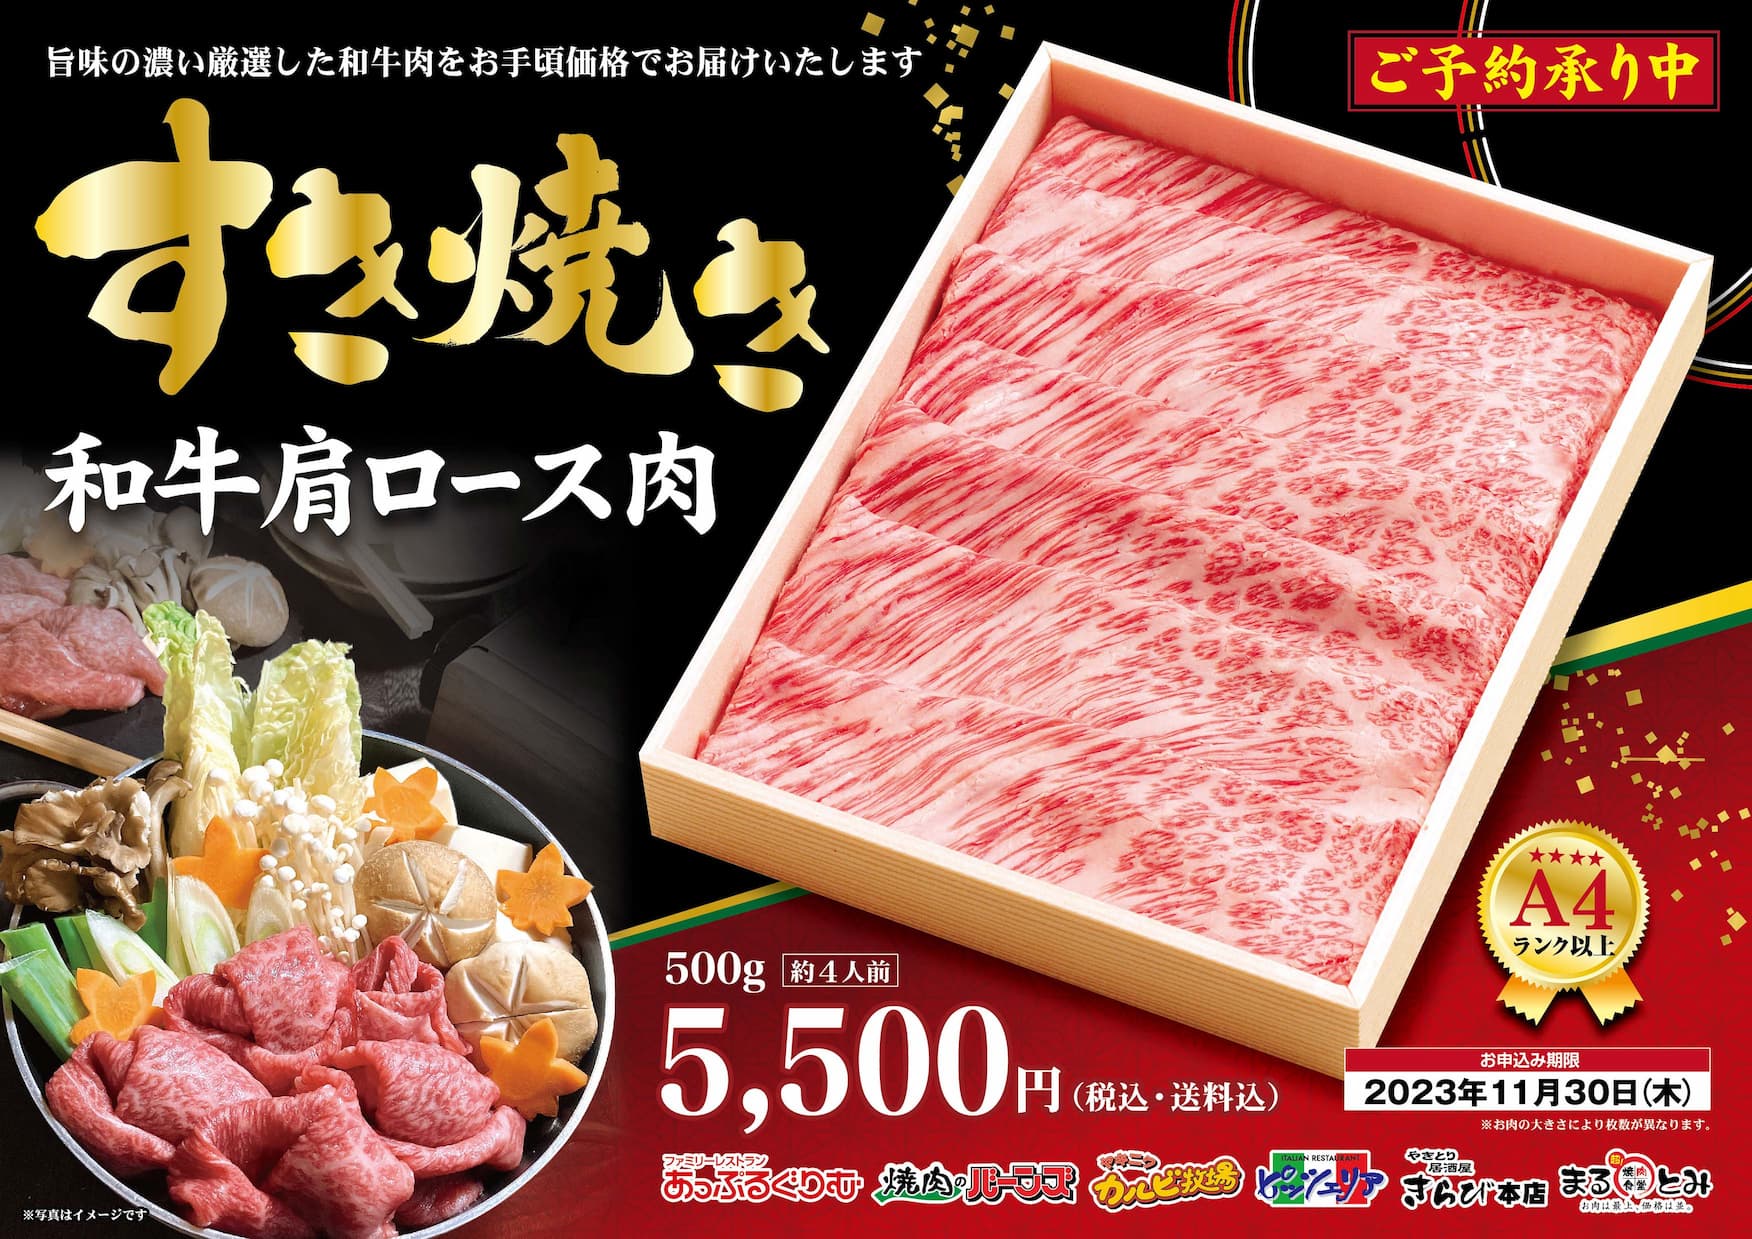 旨味の濃い厳選した和牛肉をお手頃価格でお届けいたします
ご予約承り中
すき焼き
和牛肩ロース肉
★★★★
A4
ランク以上
500g 約4人前
5,500円(税込・送料込)
お申込み期限
2023年11月30日(木)
※お肉の大きさにより枚数が異なります。
ファミリーレストラン
あっぷるぐりむ
焼肉のバーンズ
ヤキニク
カルビ牧場
ITALIAN RESTAURANT
ピッツェリア
やきとり
居酒屋
きらび本店
超
焼肉
食堂
まるとみ
お肉は最上、価格は並。
※写真はイメージです